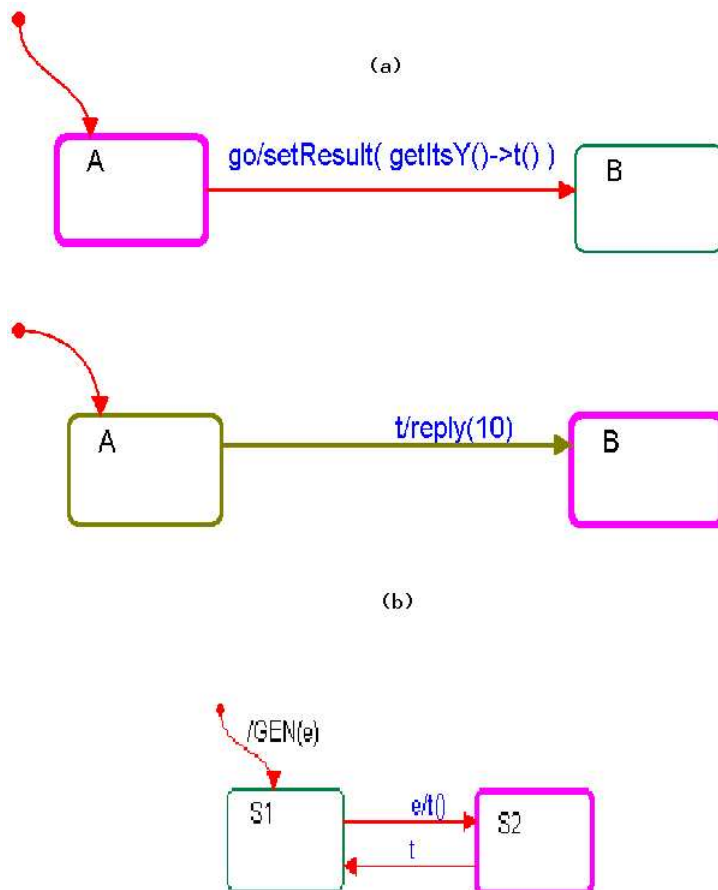 (a)
A
go/setResult( getItsY()->t() )
B
A
t/reply(10)
B
(b)
/GEN(e)
S1
e/t()
S2
t